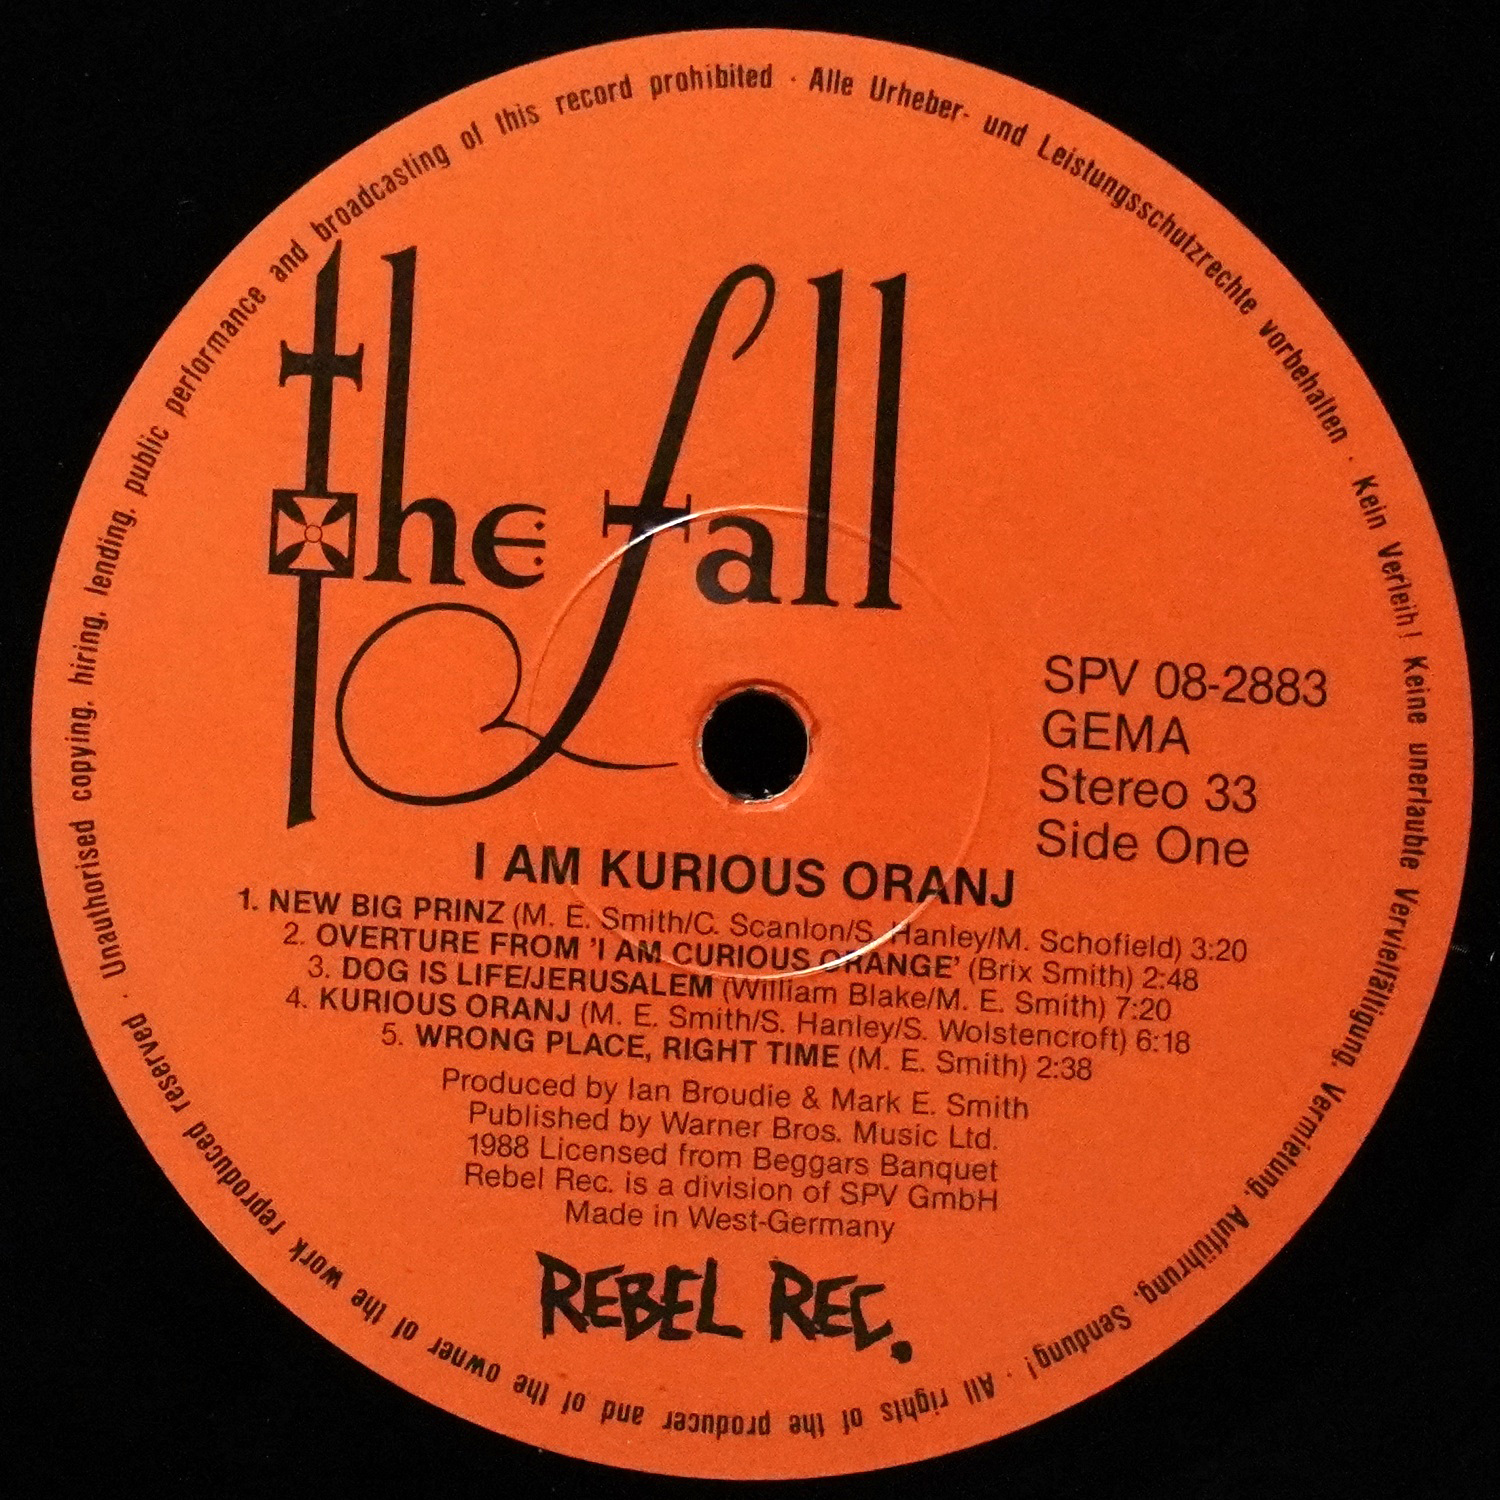 the fall
SPV 08-2883
GEMA
Stereo 33
Side One
I AM KURIOUS ORANJ
1. NEW BIG PRINZ (M. E. Smith/C. Scanlon/S. Hanley/M. Schofield) 3:20
2. OVERTURE FROM 'I AM CURIOUS ORANGE' (Brix Smith) 2:48
3. DOG IS LIFE/JERUSALEM (William Blake/M. E. Smith) 7:20
4. KURIOUS ORANJ (M. E. Smith/S. Hanley/S. Wolstencroft) 6:18
5. WRONG PLACE, RIGHT TIME (M. E. Smith) 2:38
Produced by Ian Broudie & Mark E. Smith
Published by Warner Bros. Music Ltd.
1988 Licensed from Beggars Banquet
Rebel Rec. is a division of SPV GmbH
Made in West-Germany
REBEL REC.
Alle Urheber- und Leistungsschutzrechte vorbehalten · Kein Verleih! Keine unerlaubte Vervielfältigung, Vermietung, Aufführung, Sendung! · All rights of the producer and of the owner of the work reproduced reserved · Unauthorised copying, hiring, lending, public performance and broadcasting of this record prohibited ·